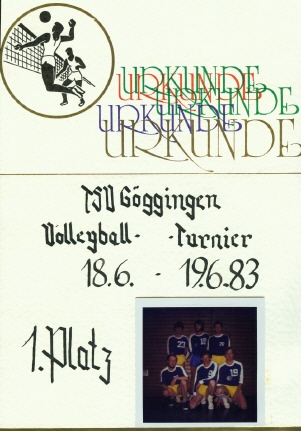 URKUNDE
URKUNDE
URKUNDE
URKUNDE
TSV Göggingen
Volleyball- -Turnier
18.6. - 19.6.83
1. Platz